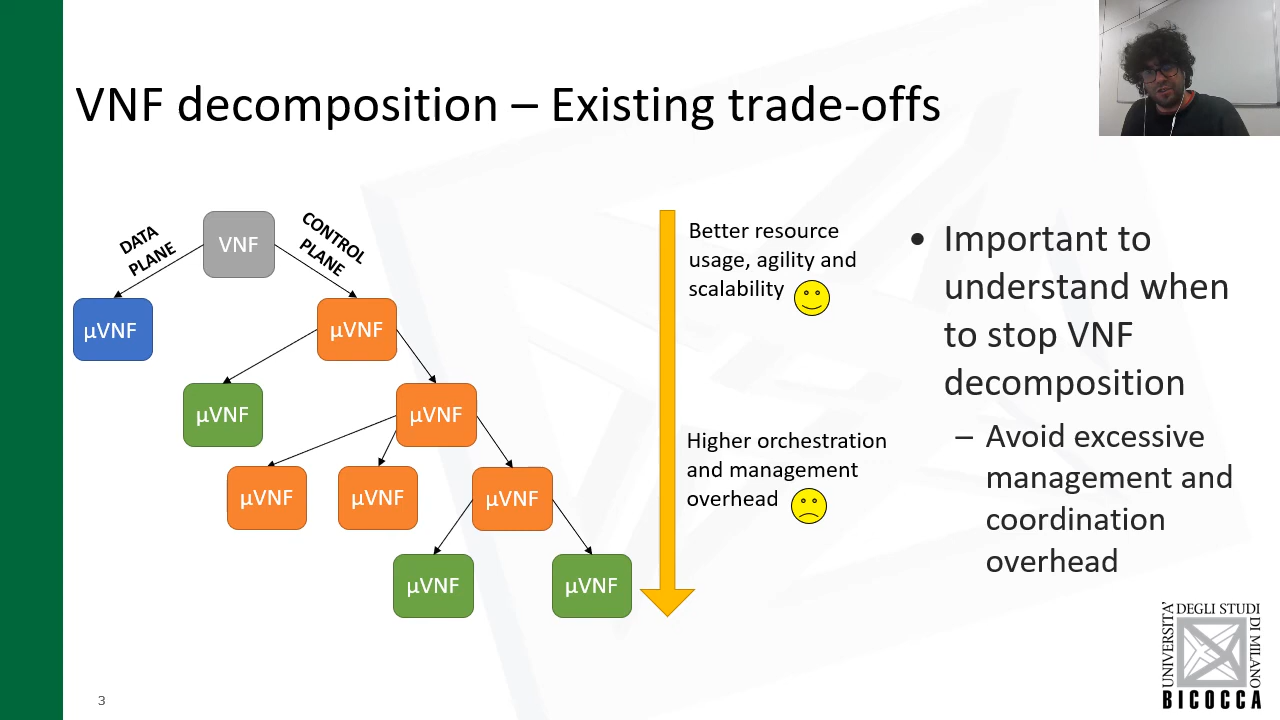 VNF decomposition – Existing trade-offs
DATA
PLANE
VNF
CONTROL
PLANE
µVNF
µVNF
µVNF
µVNF
µVNF
µVNF
µVNF
µVNF
µVNF
Better resource
usage, agility and
scalability
Higher orchestration
and management
overhead
• Important to
understand when
to stop VNF
decomposition
– Avoid excessive
management and
coordination
overhead
3
UNIVERSITA'
DEGLI STUDI
DI MILANO
BICOCCA